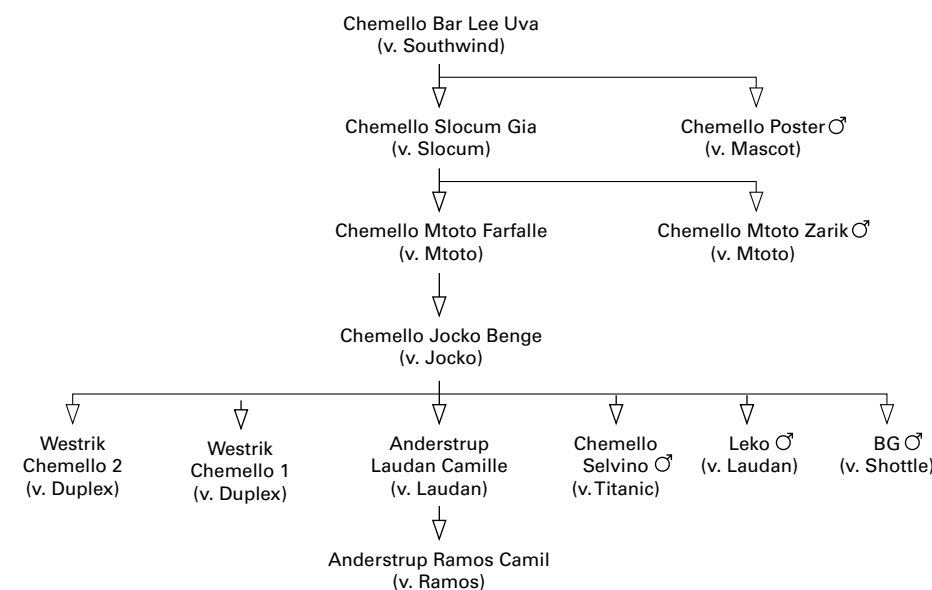 Chemello Bar Lee Uva
(v. Southwind)
Chemello Slocum Gia
(v. Slocum)
Chemello Poster ♂
(v. Mascot)
Chemello Mtoto Farfalle
(v. Mtoto)
Chemello Mtoto Zarik ♂
(v. Mtoto)
Chemello Jocko Benge
(v. Jocko)
Westrik
Chemello 2
(v. Duplex)
Westrik
Chemello 1
(v. Duplex)
Anderstrup
Laudan Camille
(v. Laudan)
Chemello
Selvino ♂
(v. Titanic)
Leko ♂
(v. Laudan)
BG ♂
(v. Shottle)
Anderstrup Ramos Camil
(v. Ramos)